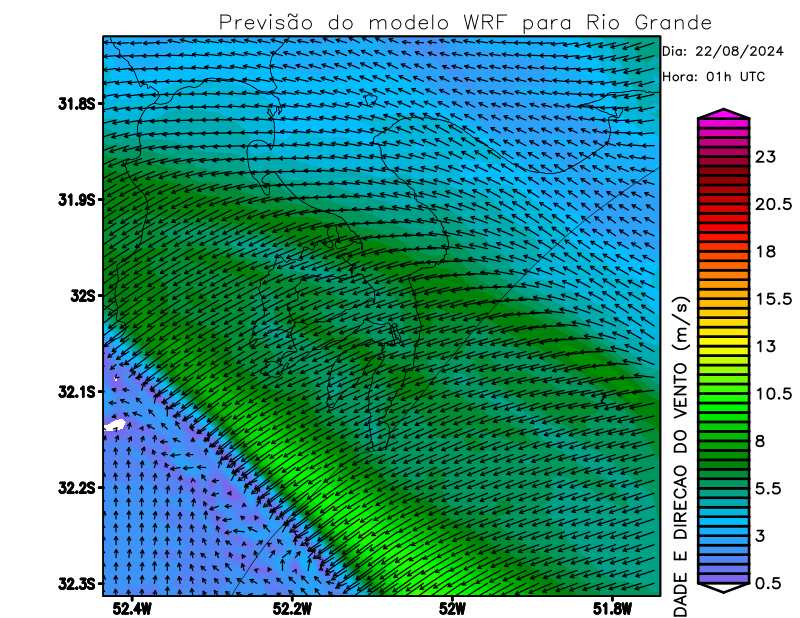 Previsão do modelo WRF para Rio Grande
Dia: 22/08/2024
Hora: 01h UTC
31.8S
31.9S
32S
32.1S
32.2S
32.3S
52.4W
52.2W
52W
51.8W
23
20.5
18
15.5
13
10.5
8
5.5
3
0.5
DADE E DIRECAO DO VENTO (m/s)